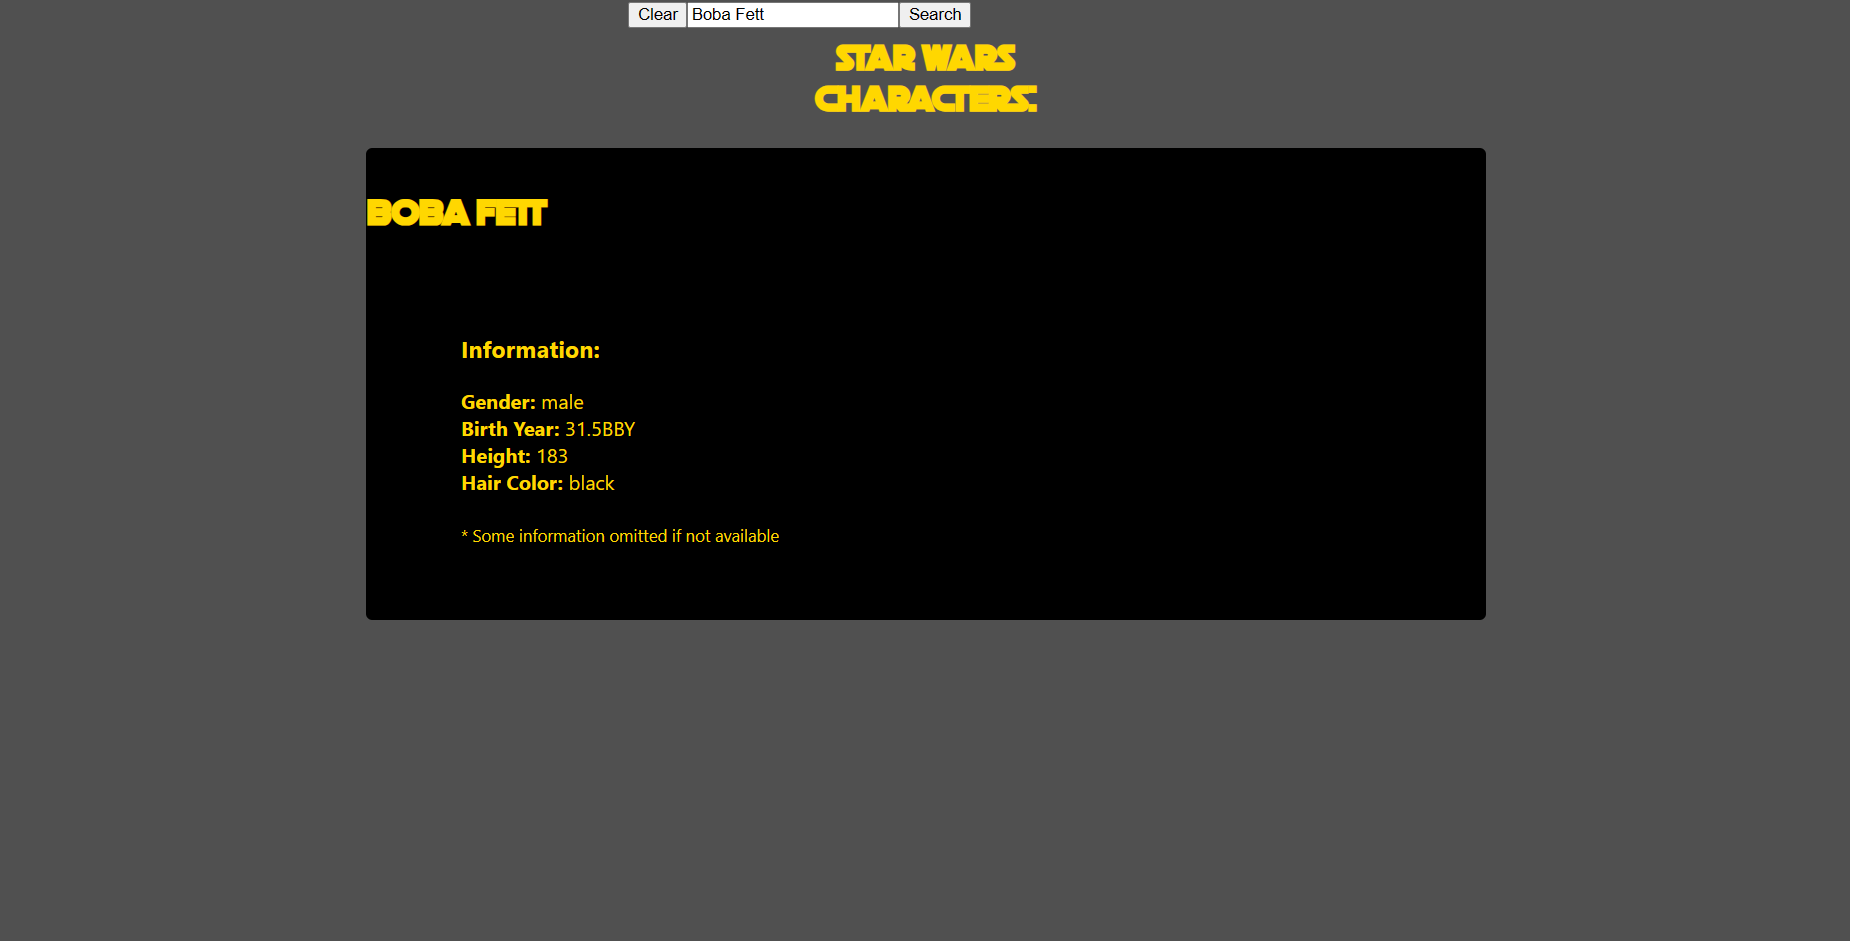 Clear Boba Fett Search
STAR WARS
CHARACTERS:
BOBA FETT
Information:
Gender: male
Birth Year: 31.5BBY
Height: 183
Hair Color: black
* Some information omitted if not available